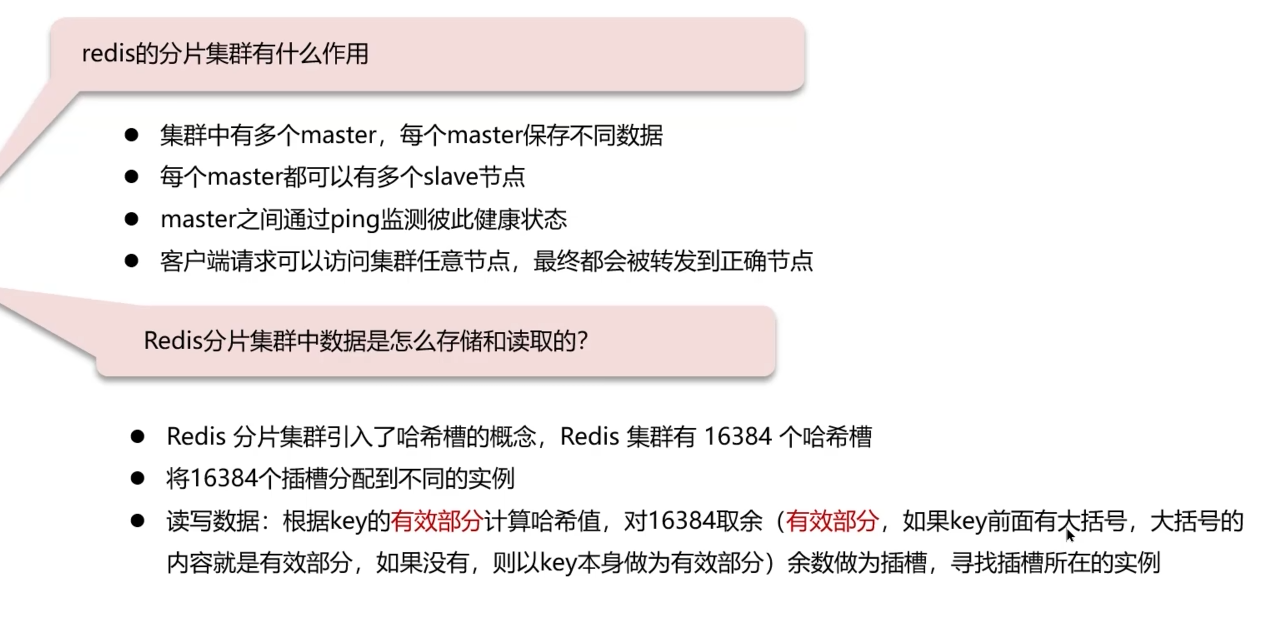 redis的分片集群有什么作用
● 集群中有多个master，每个master保存不同数据
● 每个master都可以有多个slave节点
● master之间通过ping监测彼此健康状态
● 客户端请求可以访问集群任意节点，最终都会被转发到正确节点
Redis分片集群中数据是怎么存储和读取的?
● Redis 分片集群引入了哈希槽的概念，Redis 集群有 16384 个哈希槽
● 将16384个插槽分配到不同的实例
● 读写数据：根据key的有效部分计算哈希值，对16384取余（有效部分，如果key前面有大括号，大括号的
内容就是有效部分，如果没有，则以key本身做为有效部分）余数做为插槽，寻找插槽所在的实例